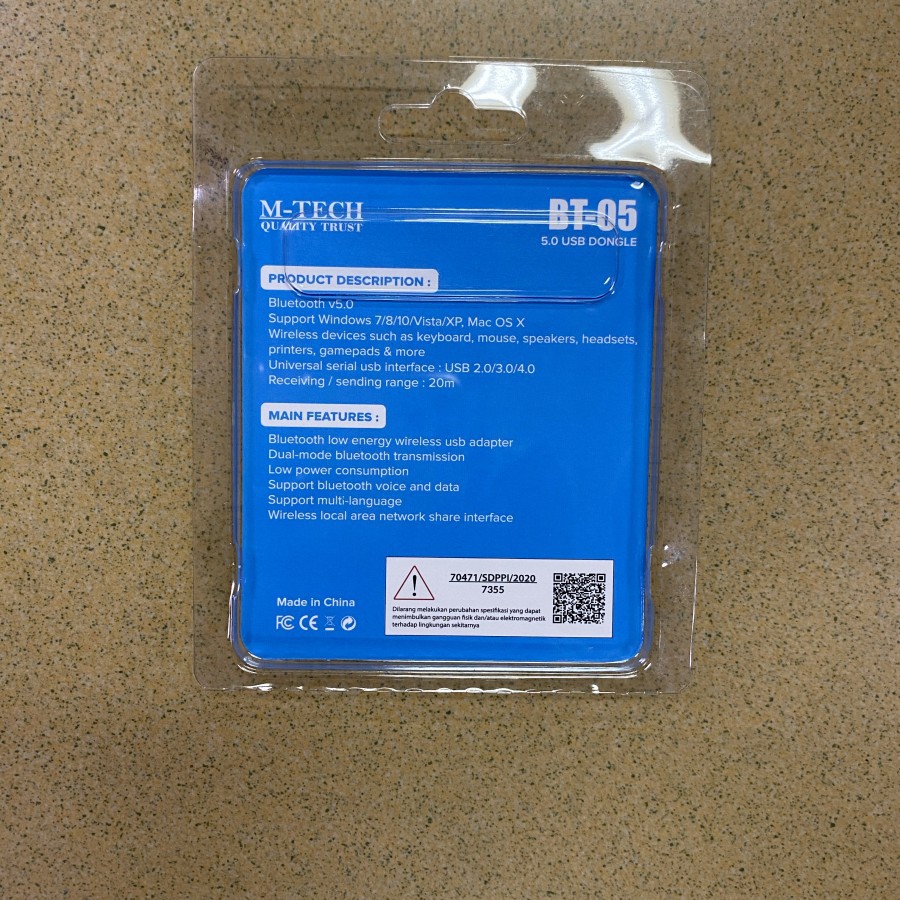 M-TECH
QUALITY TRUST
BT-05
5.0 USB DONGLE
PRODUCT DESCRIPTION :
Bluetooth v5.0
Support Windows 7/8/10/Vista/XP, Mac OS X
Wireless devices such as keyboard, mouse, speakers, headsets,
printers, gamepads & more
Universal serial usb interface : USB 2.0/3.0/4.0
Receiving / sending range : 20m
MAIN FEATURES :
Bluetooth low energy wireless usb adapter
Dual-mode bluetooth transmission
Low power consumption
Support bluetooth voice and data
Support multi-language
Wireless local area network share interface
70471/SDPPI/2020
7355
Dilarang melakukan perubahan spesifikasi yang dapat
menimbulkan gangguan fisik dan/atau elektromagnetik
terhadap lingkungan sekitarnya
Made in China
FC CE